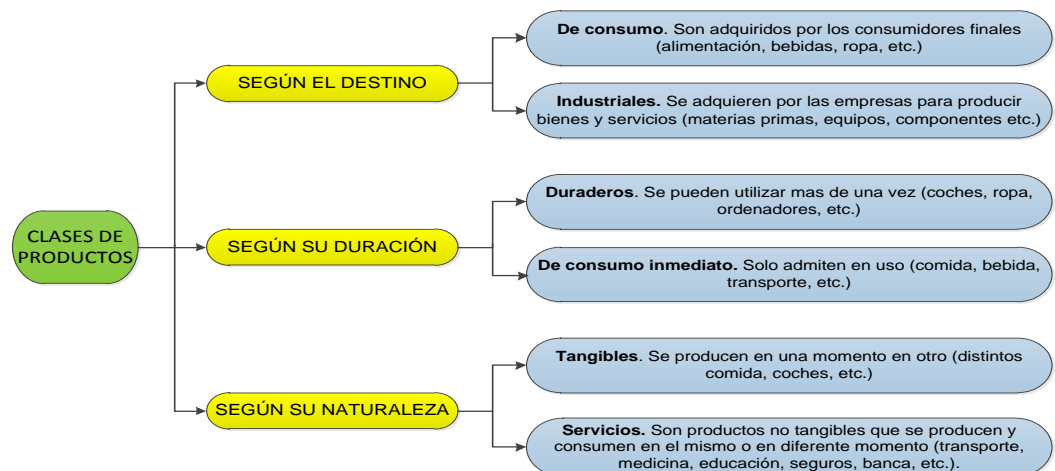 CLASES DE
PRODUCTOS
SEGÚN EL DESTINO
De consumo. Son adquiridos por los consumidores finales
(alimentación, bebidas, ropa, etc.)
Industriales. Se adquieren por las empresas para producir
bienes y servicios (materias primas, equipos, componentes etc.)
SEGÚN SU DURACIÓN
Duraderos. Se pueden utilizar mas de una vez (coches, ropa,
ordenadores, etc.)
De consumo inmediato. Solo admiten en uso (comida, bebida,
transporte, etc.)
SEGÚN SU NATURALEZA
Tangibles. Se producen en una momento en otro (distintos
comida, coches, etc.)
Servicios. Son productos no tangibles que se producen y
consumen en el mismo o en diferente momento (transporte,
medicina, educación, seguros, banca, etc.).